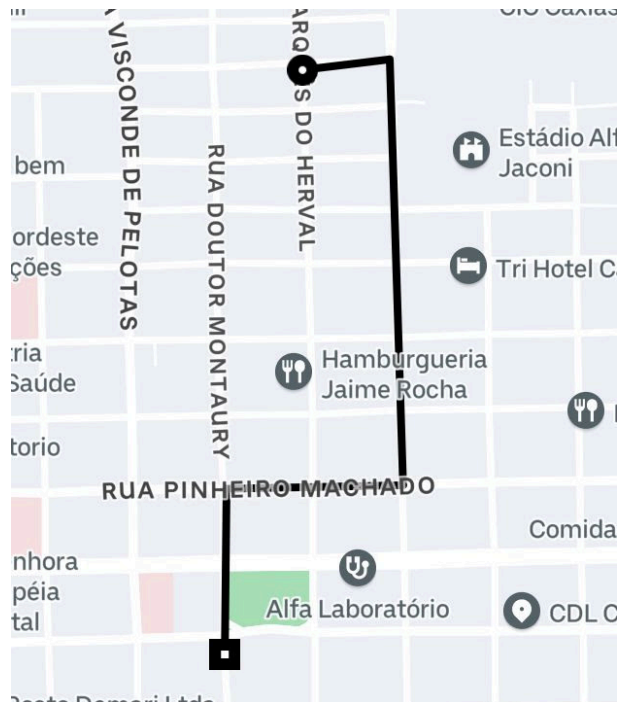 A VISCONDE DE PELOTAS
RUA DOUTOR MONTAURY
DO HERVAL
Estádio Alf
Jaconi
bem
ordeste
ções
Tri Hotel C
tria
Saúde
Hamburgueria
Jaime Rocha
torio
RUA PINHEIRO MACHADO
Comida
nhora
péia
tal
Alfa Laboratório
CDL C